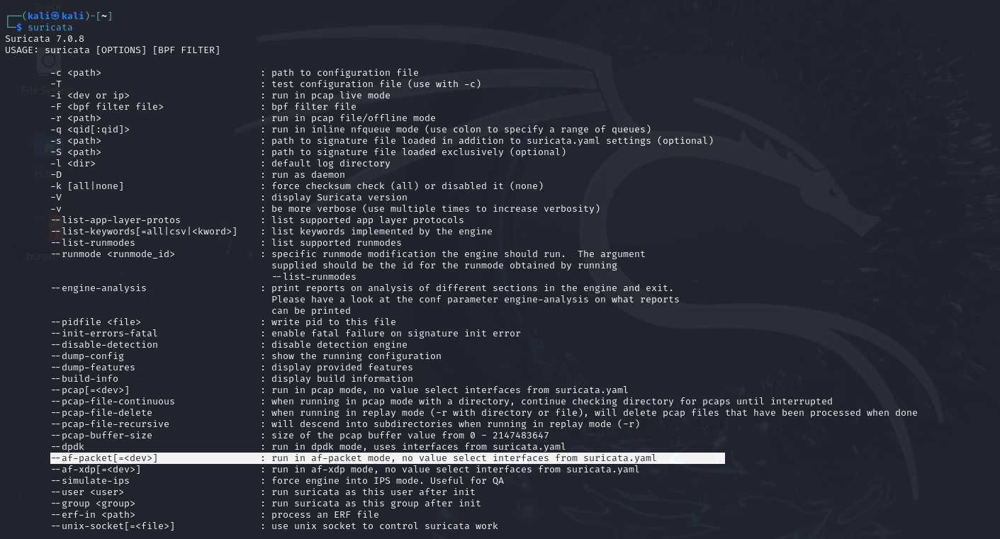 Trash
┌──(kali㉿kali)-[~]
└─$ suricata
Suricata 7.0.8
USAGE: suricata [OPTIONS] [BPF FILTER]
-c <path> : path to configuration file
File System
-T : test configuration file (use with -c)
-i <dev or ip> : run in pcap live mode
-F <bpf filter file> : bpf filter file
-r <path> : run in pcap file/offline mode
-q <qid[:qid]> : run in inline nfqueue mode (use colon to specify a range of queues)
-s <path> : path to signature file loaded in addition to suricata.yaml settings (optional)
-S <path> : path to signature file loaded exclusively (optional)
-l <dir> : default log directory
-D : run as daemon
-k [all|none] : force checksum check (all) or disabled it (none)
-V : display Suricata version
-v : be more verbose (use multiple times to increase verbosity)
--list-app-layer-protos : list supported app layer protocols
--list-keywords[=all|csv|<kword>] : list keywords implemented by the engine
--list-runmodes : list supported runmodes
--runmode <runmode_id> : specific runmode modification the engine should run.  The argument
supplied should be the id for the runmode obtained by running
--list-runmodes
--engine-analysis : print reports on analysis of different sections in the engine and exit.
Please have a look at the conf parameter engine-analysis on what reports
can be printed
--pidfile <file> : write pid to this file
--init-errors-fatal : enable fatal failure on signature init error
--disable-detection : disable detection engine
--dump-config : show the running configuration
--dump-features : display provided features
--build-info : display build information
--pcap[=<dev>] : run in pcap mode, no value select interfaces from suricata.yaml
--pcap-file-continuous : when running in pcap mode with a directory, continue checking directory for pcaps until interrupted
--pcap-file-delete : when running in replay mode (-r with directory or file), will delete pcap files that have been processed when done
--pcap-file-recursive : will descend into subdirectories when running in replay mode (-r)
--pcap-buffer-size : size of the pcap buffer value from 0 - 2147483647
--dpdk : run in dpdk mode, uses interfaces from suricata.yaml
--af-packet[=<dev>] : run in af-packet mode, no value select interfaces from suricata.yaml
--af-xdp[=<dev>] : run in af-xdp mode, no value select interfaces from suricata.yaml
--simulate-ips : force engine into IPS mode. Useful for QA
--user <user> : run suricata as this user after init
--group <group> : run suricata as this group after init
--erf-in <path> : process an ERF file
--unix-socket[=<file>] : use unix socket to control suricata work